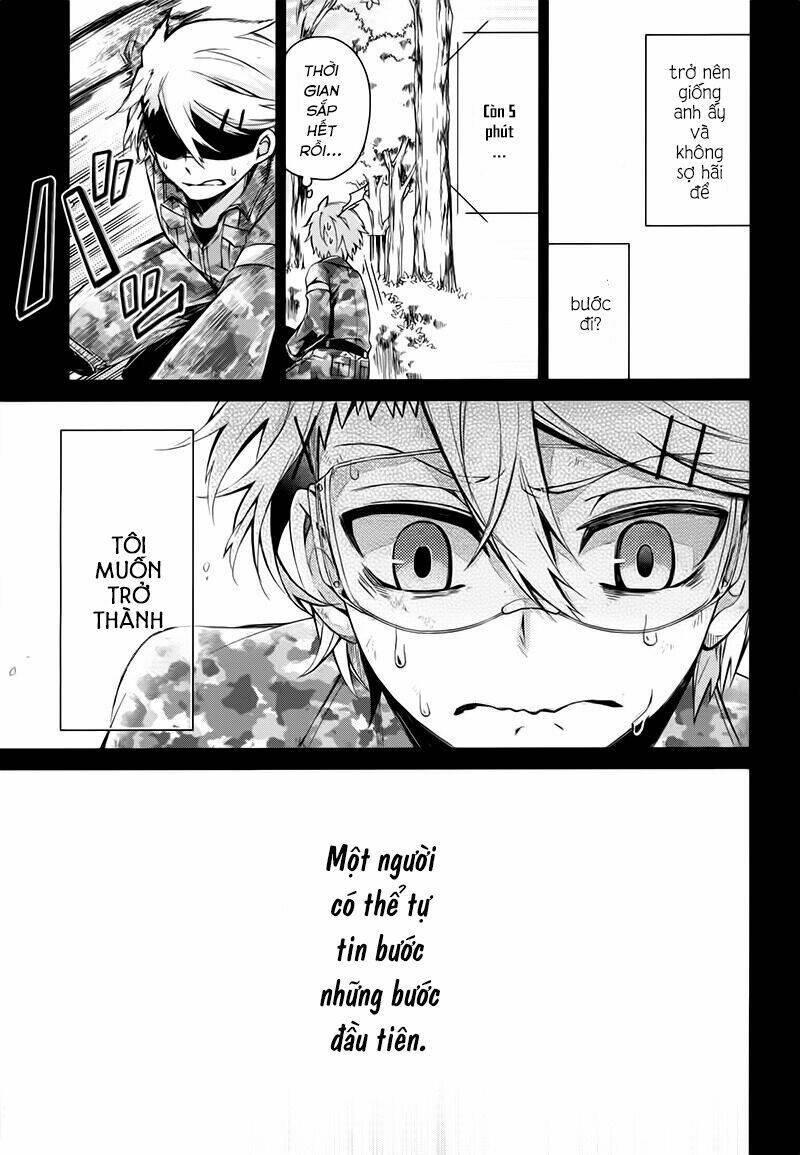 trở nên
giống
anh ấy
và
không
sợ hãi
để
bước
đi?
Còn 5
phút
...
THỜI
GIAN
SẮP
HẾT
RỒI...
TÔI
MUỐN
TRỞ
THÀNH
Một người
có thể tự
tin bước
những bước
đầu tiên.